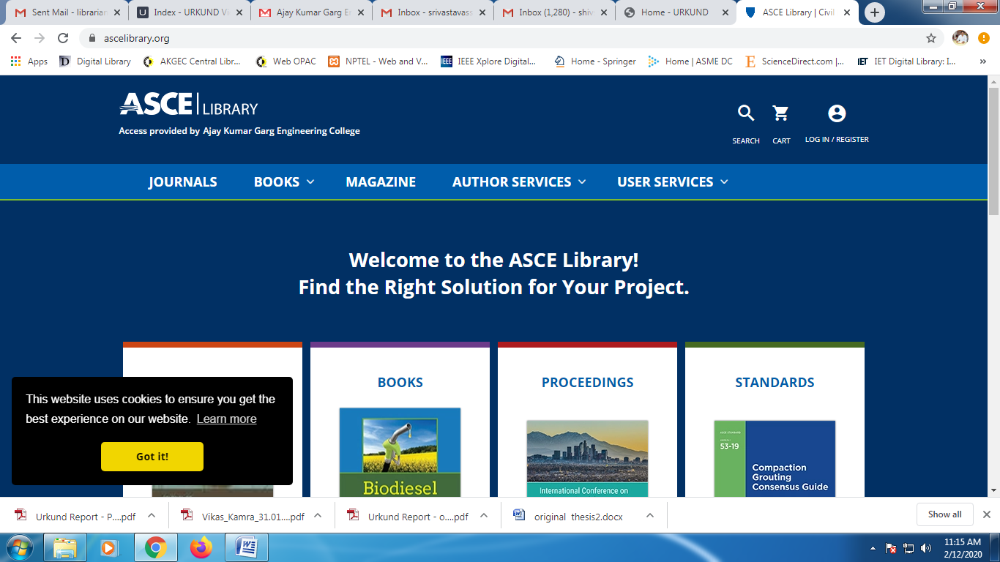 Sent Mail - librarian
Index - URKUND Vi
Ajay Kumar Garg En
Inbox - srivastavass
Inbox (1,280) - shiv
Home - URKUND
ASCE Library | Civil
ascelibrary.org
Apps
Digital Library
AKGEC Central Libr...
Web OPAC
NPTEL - Web and V...
IEEE Xplore Digital...
Home - Springer
Home | ASME DC
ScienceDirect.com |...
IET Digital Library: I...
ASCE LIBRARY
Access provided by Ajay Kumar Garg Engineering College
SEARCH
CART
LOG IN / REGISTER
JOURNALS
BOOKS
MAGAZINE
AUTHOR SERVICES
USER SERVICES
Welcome to the ASCE Library!
Find the Right Solution for Your Project.
BOOKS
PROCEEDINGS
STANDARDS
This website uses cookies to ensure you get the
best experience on our website. Learn more
Got it!
Biodiesel
International Conference on
ASCE STANDARD
53-19
Compaction
Grouting
Consensus Guide
Urkund Report - P....pdf
Vikas_Kamra_31.01....pdf
Urkund Report - o....pdf
original thesis2.docx
Show all
11:15 AM
2/12/2020